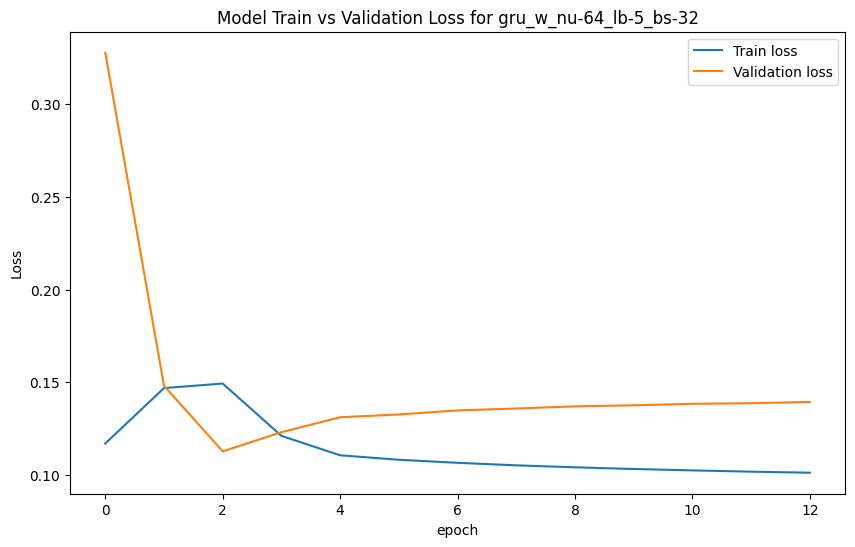 Model Train vs Validation Loss for gru_w_nu-64_lb-5_bs-32
Train loss
Validation loss
0.30
0.25
0.20
0.15
0.10
Loss
0 2 4 6 8 10 12
epoch